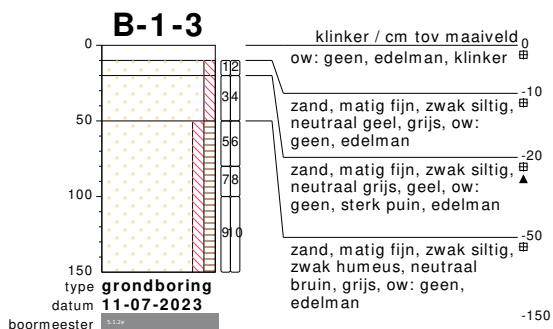 B-1-3
klinker / cm tov maaiveld
0
0
ow: geen, edelman, klinker
12
-10
34
zand, matig fijn, zwak siltig,
neutraal geel, grijs, ow:
geen, edelman
50
56
-20
zand, matig fijn, zwak siltig,
neutraal grijs, geel, ow:
geen, sterk puin, edelman
78
100
-50
910
zand, matig fijn, zwak siltig,
zwak humeus, neutraal
bruin, grijs, ow: geen,
edelman
150
type grondboring
datum 11-07-2023
-150
boormeester 5.1.2e